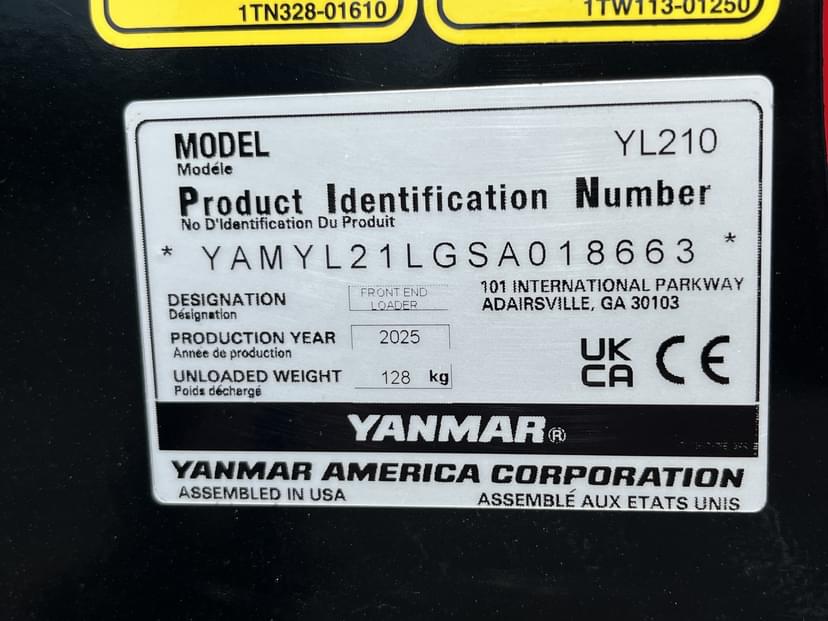 1TN328-01610
1TW113-01250
MODEL
Modéle
YL210
Product Identification Number
No D'Identification Du Produit
* YAMYL21LGSA018663 *
DESIGNATION
Désignation
FRONT END
LOADER
101 INTERNATIONAL PARKWAY
ADAIRSVILLE, GA 30103
PRODUCTION YEAR
Année de production
2025
UNLOADED WEIGHT
Poids déchargé
128 kg
UK
CA
CE
YANMAR®
YANMAR AMERICA CORPORATION
ASSEMBLED IN USA
ASSEMBLÉ AUX ETATS UNIS